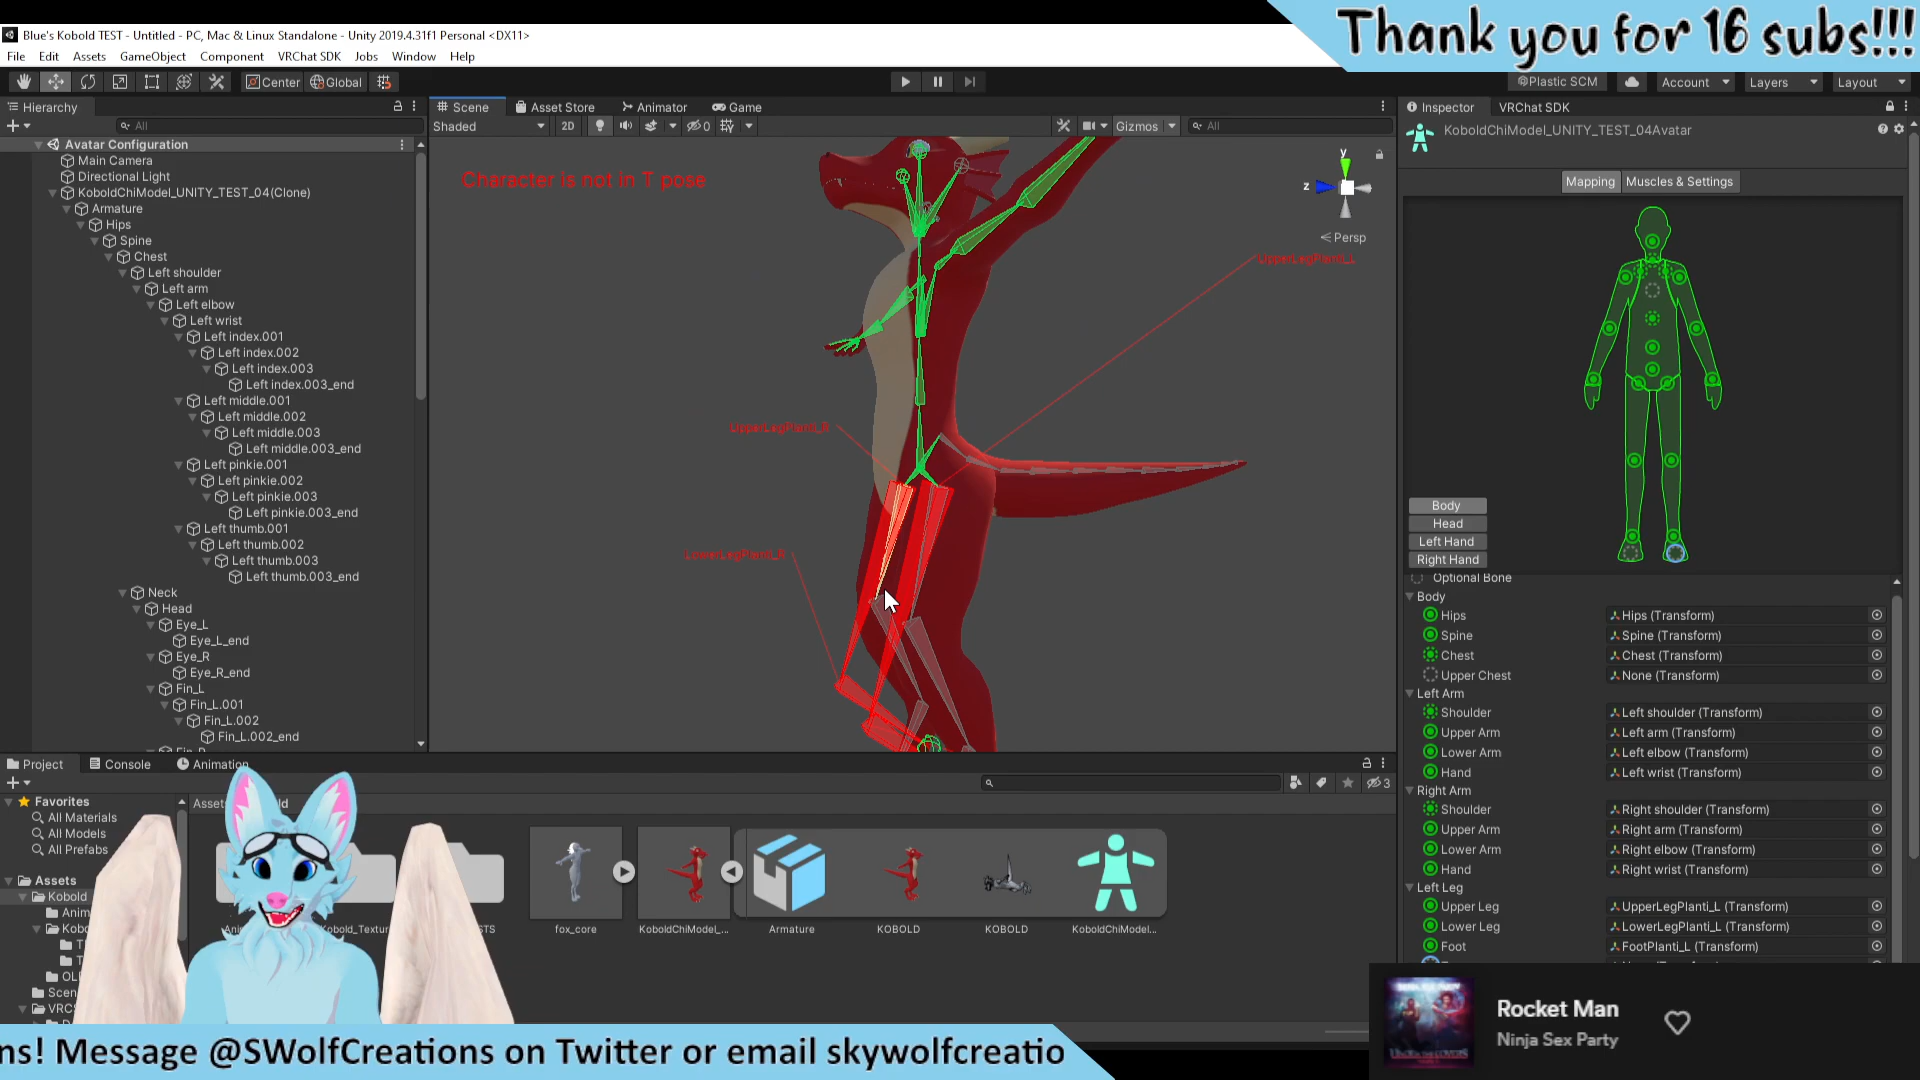 Thank you for 16 subs!!!
Blue's Kobold TEST - Untitled - PC, Mac & Linux Standalone - Unity 2019.4.31f1 Personal <DX11>
File Edit Assets GameObject Component VRChat SDK Jobs Window Help
Center Global
Plastic SCM Account Layers Layout
Hierarchy
All
Avatar Configuration
Main Camera
Directional Light
KoboldChiModel_UNITY_TEST_04(Clone)
Armature
Hips
Spine
Chest
Left shoulder
Left arm
Left elbow
Left wrist
Left index.001
Left index.002
Left index.003
Left index.003_end
Left middle.001
Left middle.002
Left middle.003
Left middle.003_end
Left pinkie.001
Left pinkie.002
Left pinkie.003
Left pinkie.003_end
Left thumb.001
Left thumb.002
Left thumb.003
Left thumb.003_end
Neck
Head
Eye_L
Eye_L_end
Eye_R
Eye_R_end
Fin_L
Fin_L.001
Fin_L.002
Fin_L.002_end
Scene Asset Store Animator Game
Shaded 2D 0 Gizmos All
Character is not in T pose
y
z
Persp
UpperLegPlanti_L
UpperLegPlanti_R
LowerLegPlanti_R
Inspector VRChat SDK
KoboldChiModel_UNITY_TEST_04Avatar
Mapping Muscles & Settings
Body
Head
Left Hand
Right Hand
Optional Bone
Body
Hips Hips (Transform)
Spine Spine (Transform)
Chest Chest (Transform)
Upper Chest None (Transform)
Left Arm
Shoulder Left shoulder (Transform)
Upper Arm Left arm (Transform)
Lower Arm Left elbow (Transform)
Hand Left wrist (Transform)
Right Arm
Shoulder Right shoulder (Transform)
Upper Arm Right arm (Transform)
Lower Arm Right elbow (Transform)
Hand Right wrist (Transform)
Left Leg
Upper Leg UpperLegPlanti_L (Transform)
Lower Leg LowerLegPlanti_L (Transform)
Foot FootPlanti_L (Transform)
Project Console Animation
3
Favorites
All Materials
All Models
All Prefabs
Assets
Kobold
Anim
Kobo
OL
Scen
VRCS
fox_core
KoboldChiModel_...
Armature
KOBOLD
KOBOLD
KoboldChiModel...
Rocket Man
Ninja Sex Party
ns! Message @SWolfCreations on Twitter or email skywolfcreatio